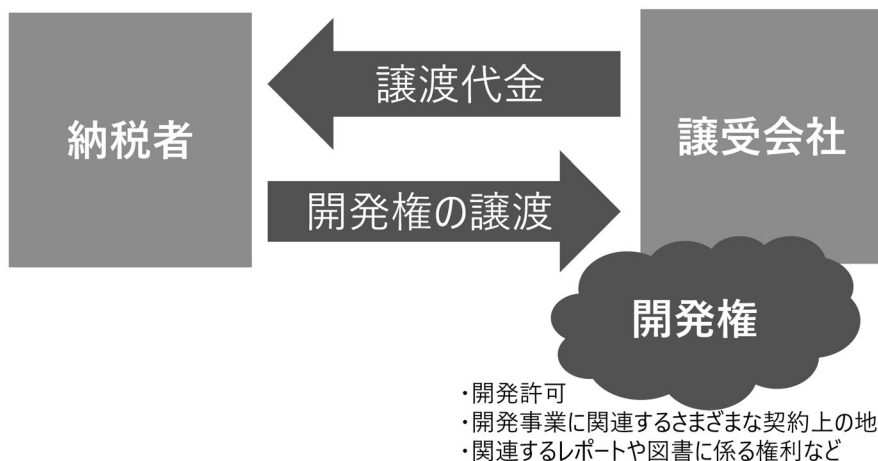 納税者
譲渡代金
開発権の譲渡
譲受会社
開発権
・開発許可
・開発事業に関連するさまざまな契約上の地
・関連するレポートや図書に係る権利など